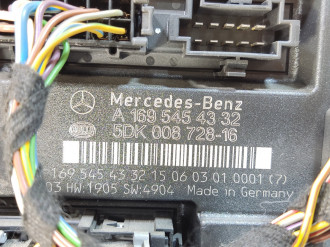 Mercedes-Benz
A 169 545 43 32
5DK 008 728-16
169 545 43 32 15 06 03 01 0001 (7)
03 HW:1905 SW:4904 Made in Germany